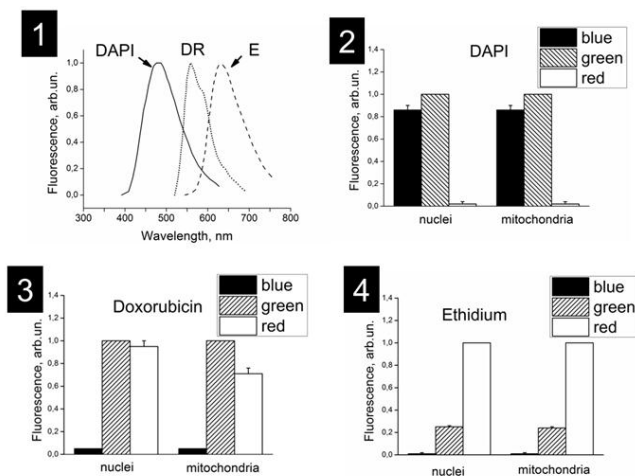 1
DAPI DR E
Fluorescence, arb.un.
1,0
0,8
0,6
0,4
0,2
0,0
300 400 500 600 700 800
Wavelength, nm
2
blue
green
red
DAPI
Fluorescence, arb.un.
1,4
1,2
1,0
0,8
0,6
0,4
0,2
0,0
nuclei mitochondria
3
blue
green
red
Doxorubicin
Fluorescence, arb.un.
1,4
1,2
1,0
0,8
0,6
0,4
0,2
0,0
nuclei mitochondria
4
blue
green
red
Ethidium
Fluorescence, arb.un.
1,4
1,2
1,0
0,8
0,6
0,4
0,2
0,0
nuclei mitochondria